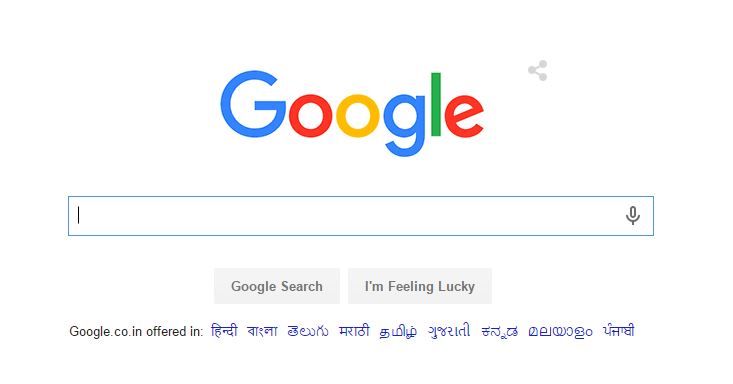 Google
Google Search I'm Feeling Lucky
Google.co.in offered in: हिन्दी বাংলা తెలుగు मराठी தமிழ் ગુજરાતી ಕನ್ನಡ മലയാളം ਪੰਜਾਬੀ